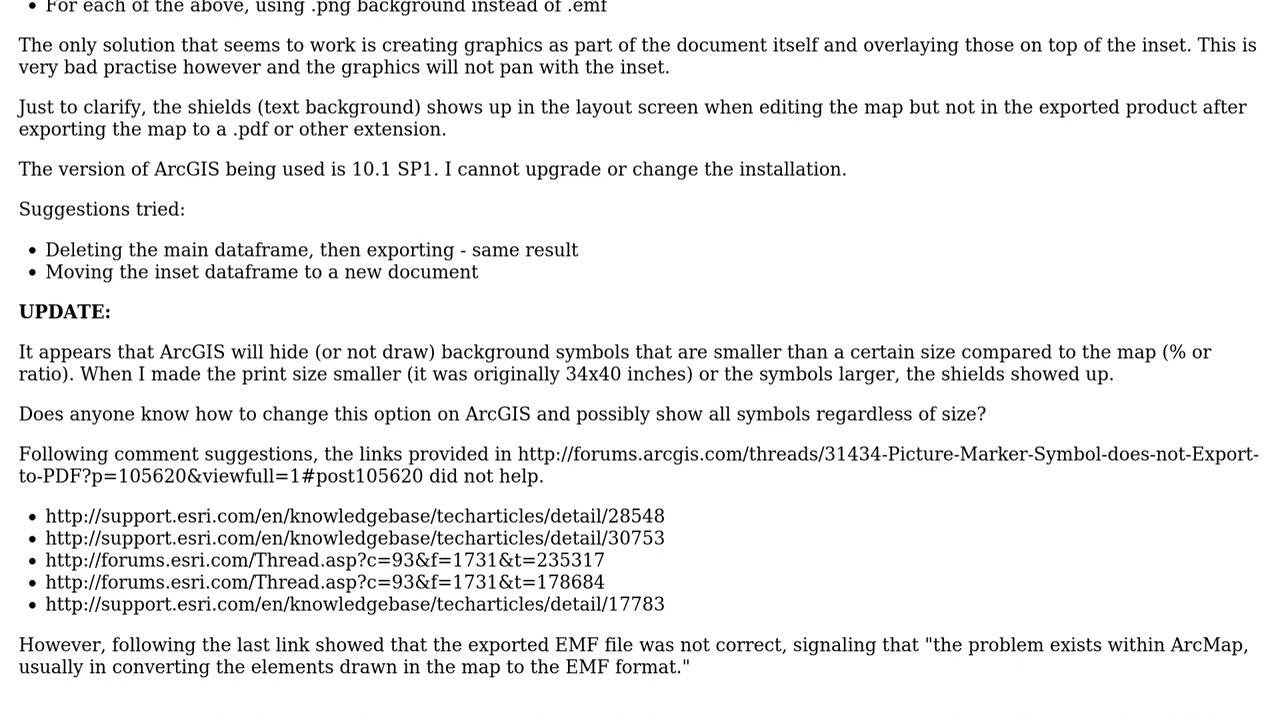 For each of the above, using .png background instead of .emf
The only solution that seems to work is creating graphics as part of the document itself and overlaying those on top of the inset. This is
very bad practise however and the graphics will not pan with the inset.
Just to clarify, the shields (text background) shows up in the layout screen when editing the map but not in the exported product after
exporting the map to a .pdf or other extension.
The version of ArcGIS being used is 10.1 SP1. I cannot upgrade or change the installation.
Suggestions tried:
• Deleting the main dataframe, then exporting - same result
• Moving the inset dataframe to a new document
UPDATE:
It appears that ArcGIS will hide (or not draw) background symbols that are smaller than a certain size compared to the map (% or
ratio). When I made the print size smaller (it was originally 34x40 inches) or the symbols larger, the shields showed up.
Does anyone know how to change this option on ArcGIS and possibly show all symbols regardless of size?
Following comment suggestions, the links provided in http://forums.arcgis.com/threads/31434-Picture-Marker-Symbol-does-not-Export-
to-PDF?p=105620&viewfull=1#post105620 did not help.
• http://support.esri.com/en/knowledgebase/techarticles/detail/28548
• http://support.esri.com/en/knowledgebase/techarticles/detail/30753
• http://forums.esri.com/Thread.asp?c=93&f=1731&t=235317
• http://forums.esri.com/Thread.asp?c=93&f=1731&t=178684
• http://support.esri.com/en/knowledgebase/techarticles/detail/17783
However, following the last link showed that the exported EMF file was not correct, signaling that "the problem exists within ArcMap,
usually in converting the elements drawn in the map to the EMF format."